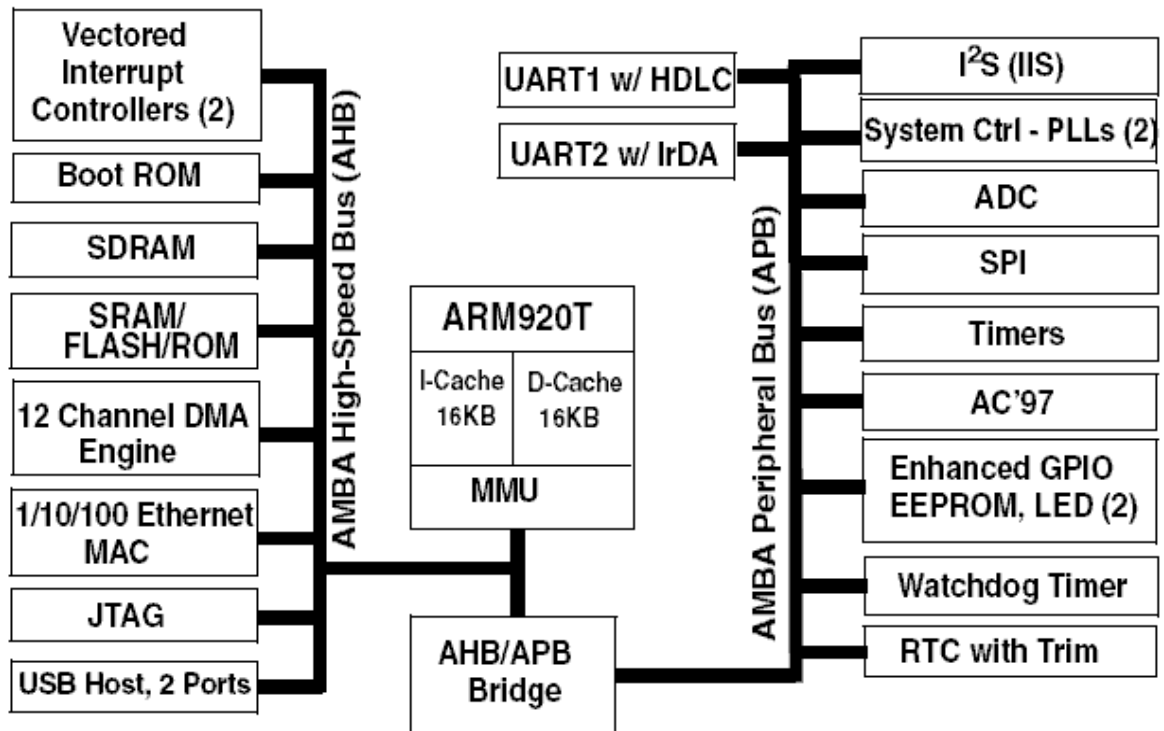 Vectored
Interrupt
Controllers (2)
Boot ROM
SDRAM
SRAM/
FLASH/ROM
12 Channel DMA
Engine
1/10/100 Ethernet
MAC
JTAG
USB Host, 2 Ports
AMBA High-Speed Bus (AHB)
ARM920T
I-Cache
16KB
D-Cache
16KB
MMU
AHB/APB
Bridge
UART1 w/ HDLC
UART2 w/ IrDA
AMBA Peripheral Bus (APB)
I²S (IIS)
System Ctrl - PLLs (2)
ADC
SPI
Timers
AC'97
Enhanced GPIO
EEPROM, LED (2)
Watchdog Timer
RTC with Trim